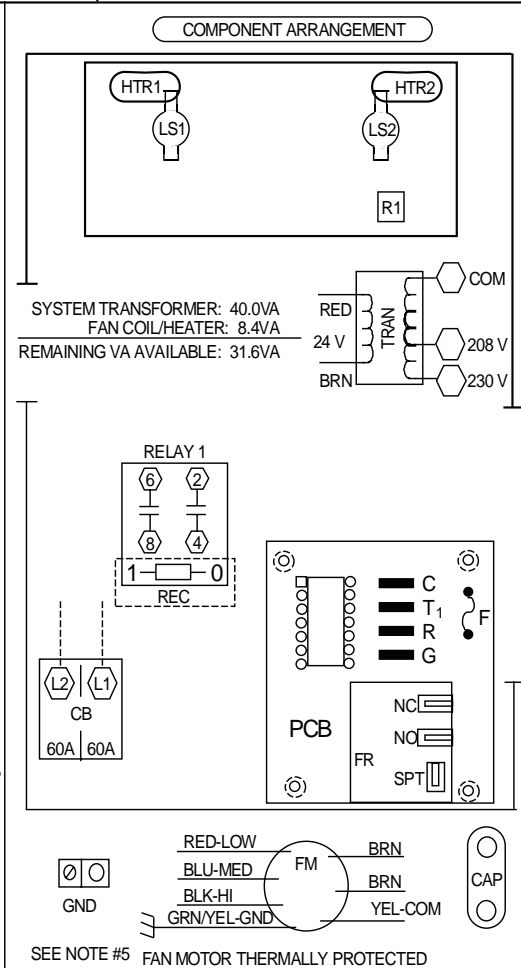 COMPONENT ARRANGEMENT
HTR1
HTR2
LS1
LS2
R1
SYSTEM TRANSFORMER: 40.0VA
FAN COIL/HEATER: 8.4VA
REMAINING VA AVAILABLE: 31.6VA
RED
24 V
BRN
TRAN
COM
208 V
230 V
RELAY 1
6 2
8 4
1 0
REC
L2 L1
CB
60A 60A
C
T1
R
G
F
PCB
NC
NO
FR
SPT
GND
RED-LOW
BLU-MED
BLK-HI
GRN/YEL-GND
FM
BRN
BRN
YEL-COM
CAP
SEE NOTE #5 FAN MOTOR THERMALLY PROTECTED